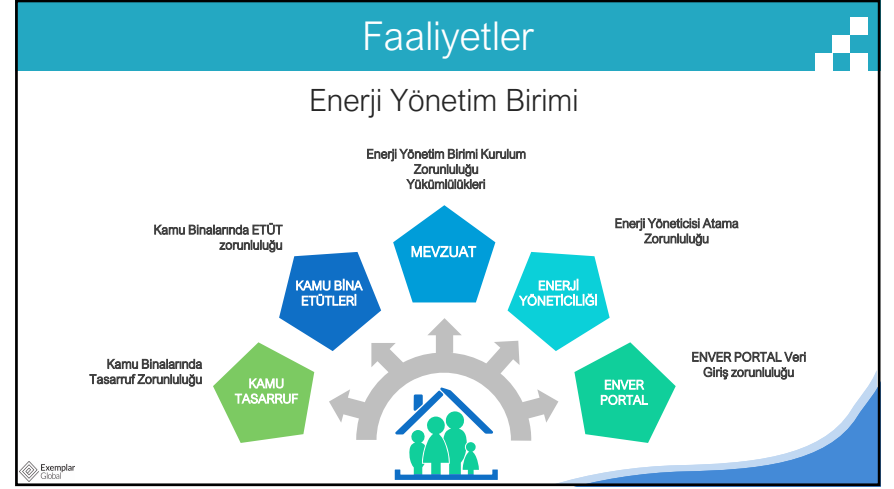 Faaliyetler
Enerji Yönetim Birimi
Enerji Yönetim Birimi Kurulum
Zorunluluğu
Yükümlülükleri
MEVZUAT
Kamu Binalarında ETÜT
zorunluluğu
KAMU BİNA
ETÜTLERİ
Enerji Yöneticisi Atama
Zorunluluğu
ENERJİ
YÖNETİCİLİĞİ
Kamu Binalarında
Tasarruf Zorunluluğu
KAMU
TASARRUF
ENVER PORTAL Veri
Giriş zorunluluğu
ENVER
PORTAL
Exemplar
Global